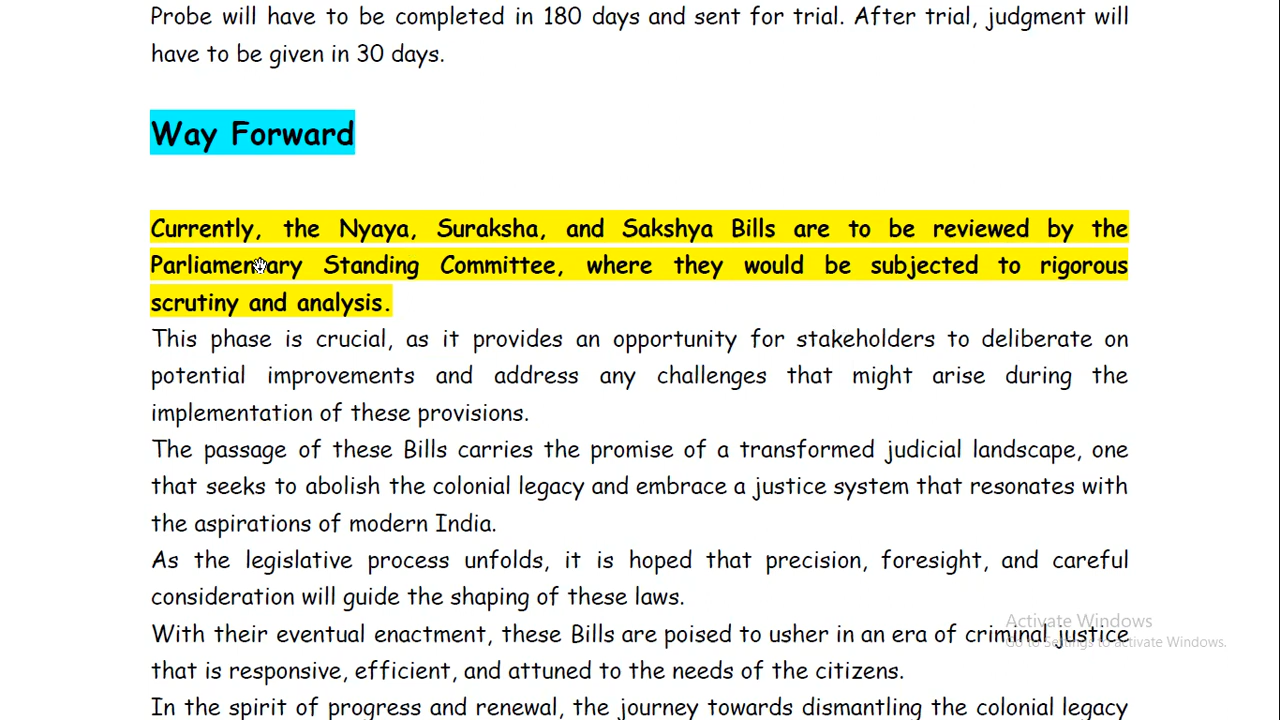 Probe will have to be completed in 180 days and sent for trial. After trial, judgment will
have to be given in 30 days.
Way Forward
Currently, the Nyaya, Suraksha, and Sakshya Bills are to be reviewed by the
Parliamentary Standing Committee, where they would be subjected to rigorous
scrutiny and analysis.
This phase is crucial, as it provides an opportunity for stakeholders to deliberate on
potential improvements and address any challenges that might arise during the
implementation of these provisions.
The passage of these Bills carries the promise of a transformed judicial landscape, one
that seeks to abolish the colonial legacy and embrace a justice system that resonates with
the aspirations of modern India.
As the legislative process unfolds, it is hoped that precision, foresight, and careful
consideration will guide the shaping of these laws.
With their eventual enactment, these Bills are poised to usher in an era of criminal justice
that is responsive, efficient, and attuned to the needs of the citizens.
In the spirit of progress and renewal, the journey towards dismantling the colonial legacy
Activate Windows
Go to Settings to activate Windows.